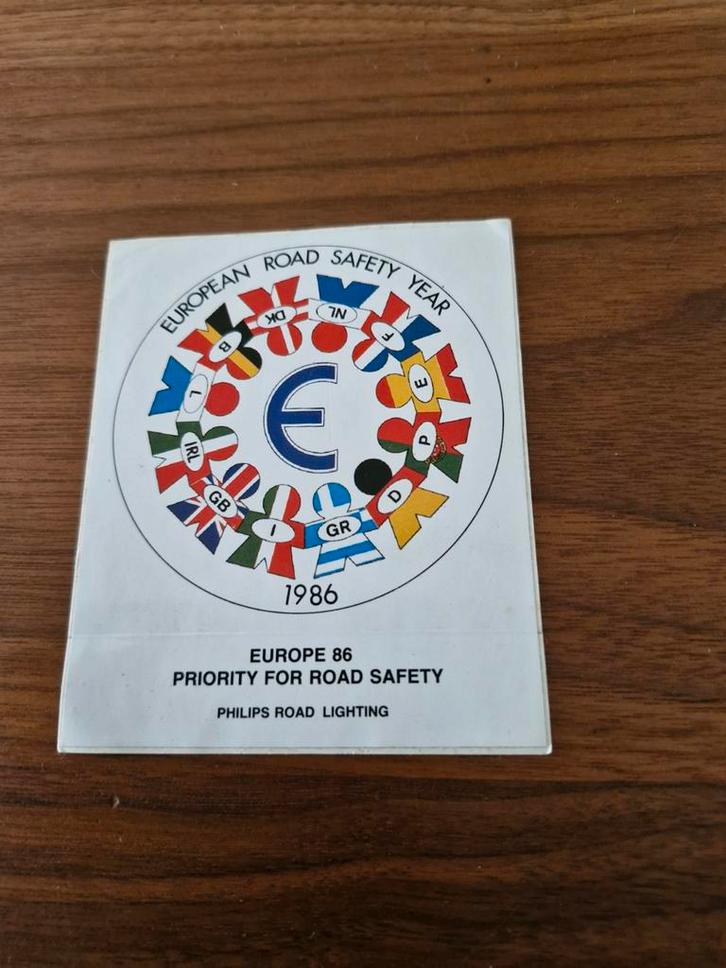 EUROPEAN ROAD SAFETY YEAR
DK
NL
B
F
L
E
IRL
P
GB
D
I
GR
1986
EUROPE 86
PRIORITY FOR ROAD SAFETY
PHILIPS ROAD LIGHTING